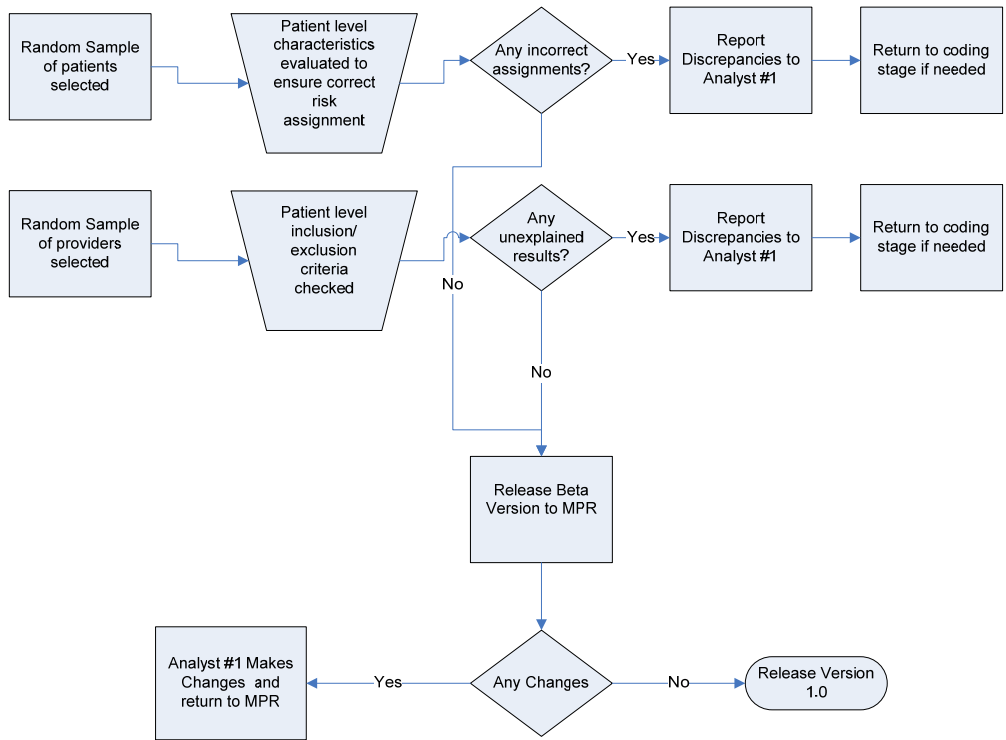 Random Sample
of patients
selected
Patient level
characteristics
evaluated to
ensure correct
risk
assignment
Any incorrect
assignments?
Yes
Report
Discrepancies to
Analyst #1
Return to coding
stage if needed
Random Sample
of providers
selected
Patient level
inclusion/
exclusion
criteria
checked
Any
unexplained
results?
Yes
Report
Discrepancies to
Analyst #1
Return to coding
stage if needed
No
No
Release Beta
Version to MPR
Analyst #1 Makes
Changes and
return to MPR
Yes
Any Changes
No
Release Version
1.0